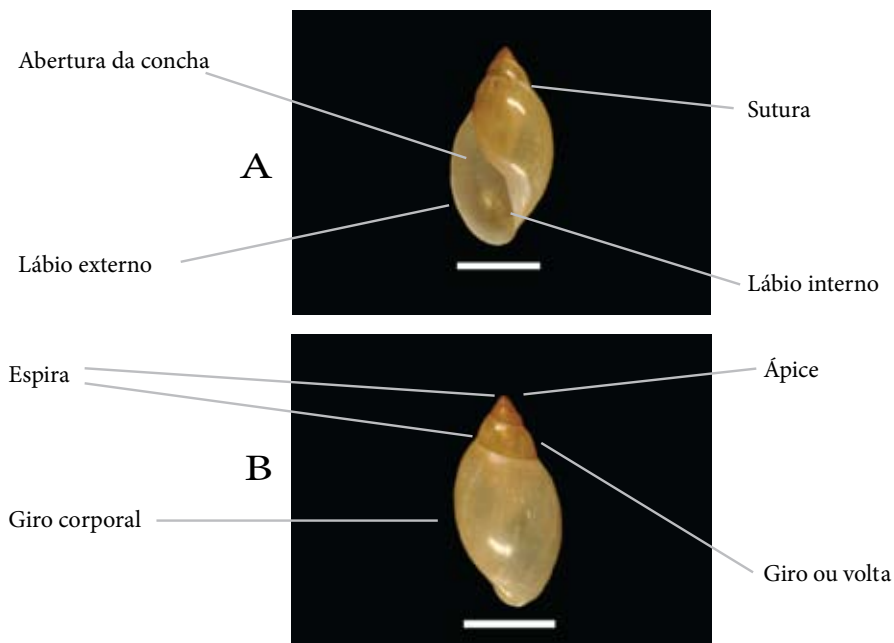 Abertura da concha
Sutura
A
Lábio externo
Lábio interno
Espira
Ápice
B
Giro corporal
Giro ou volta